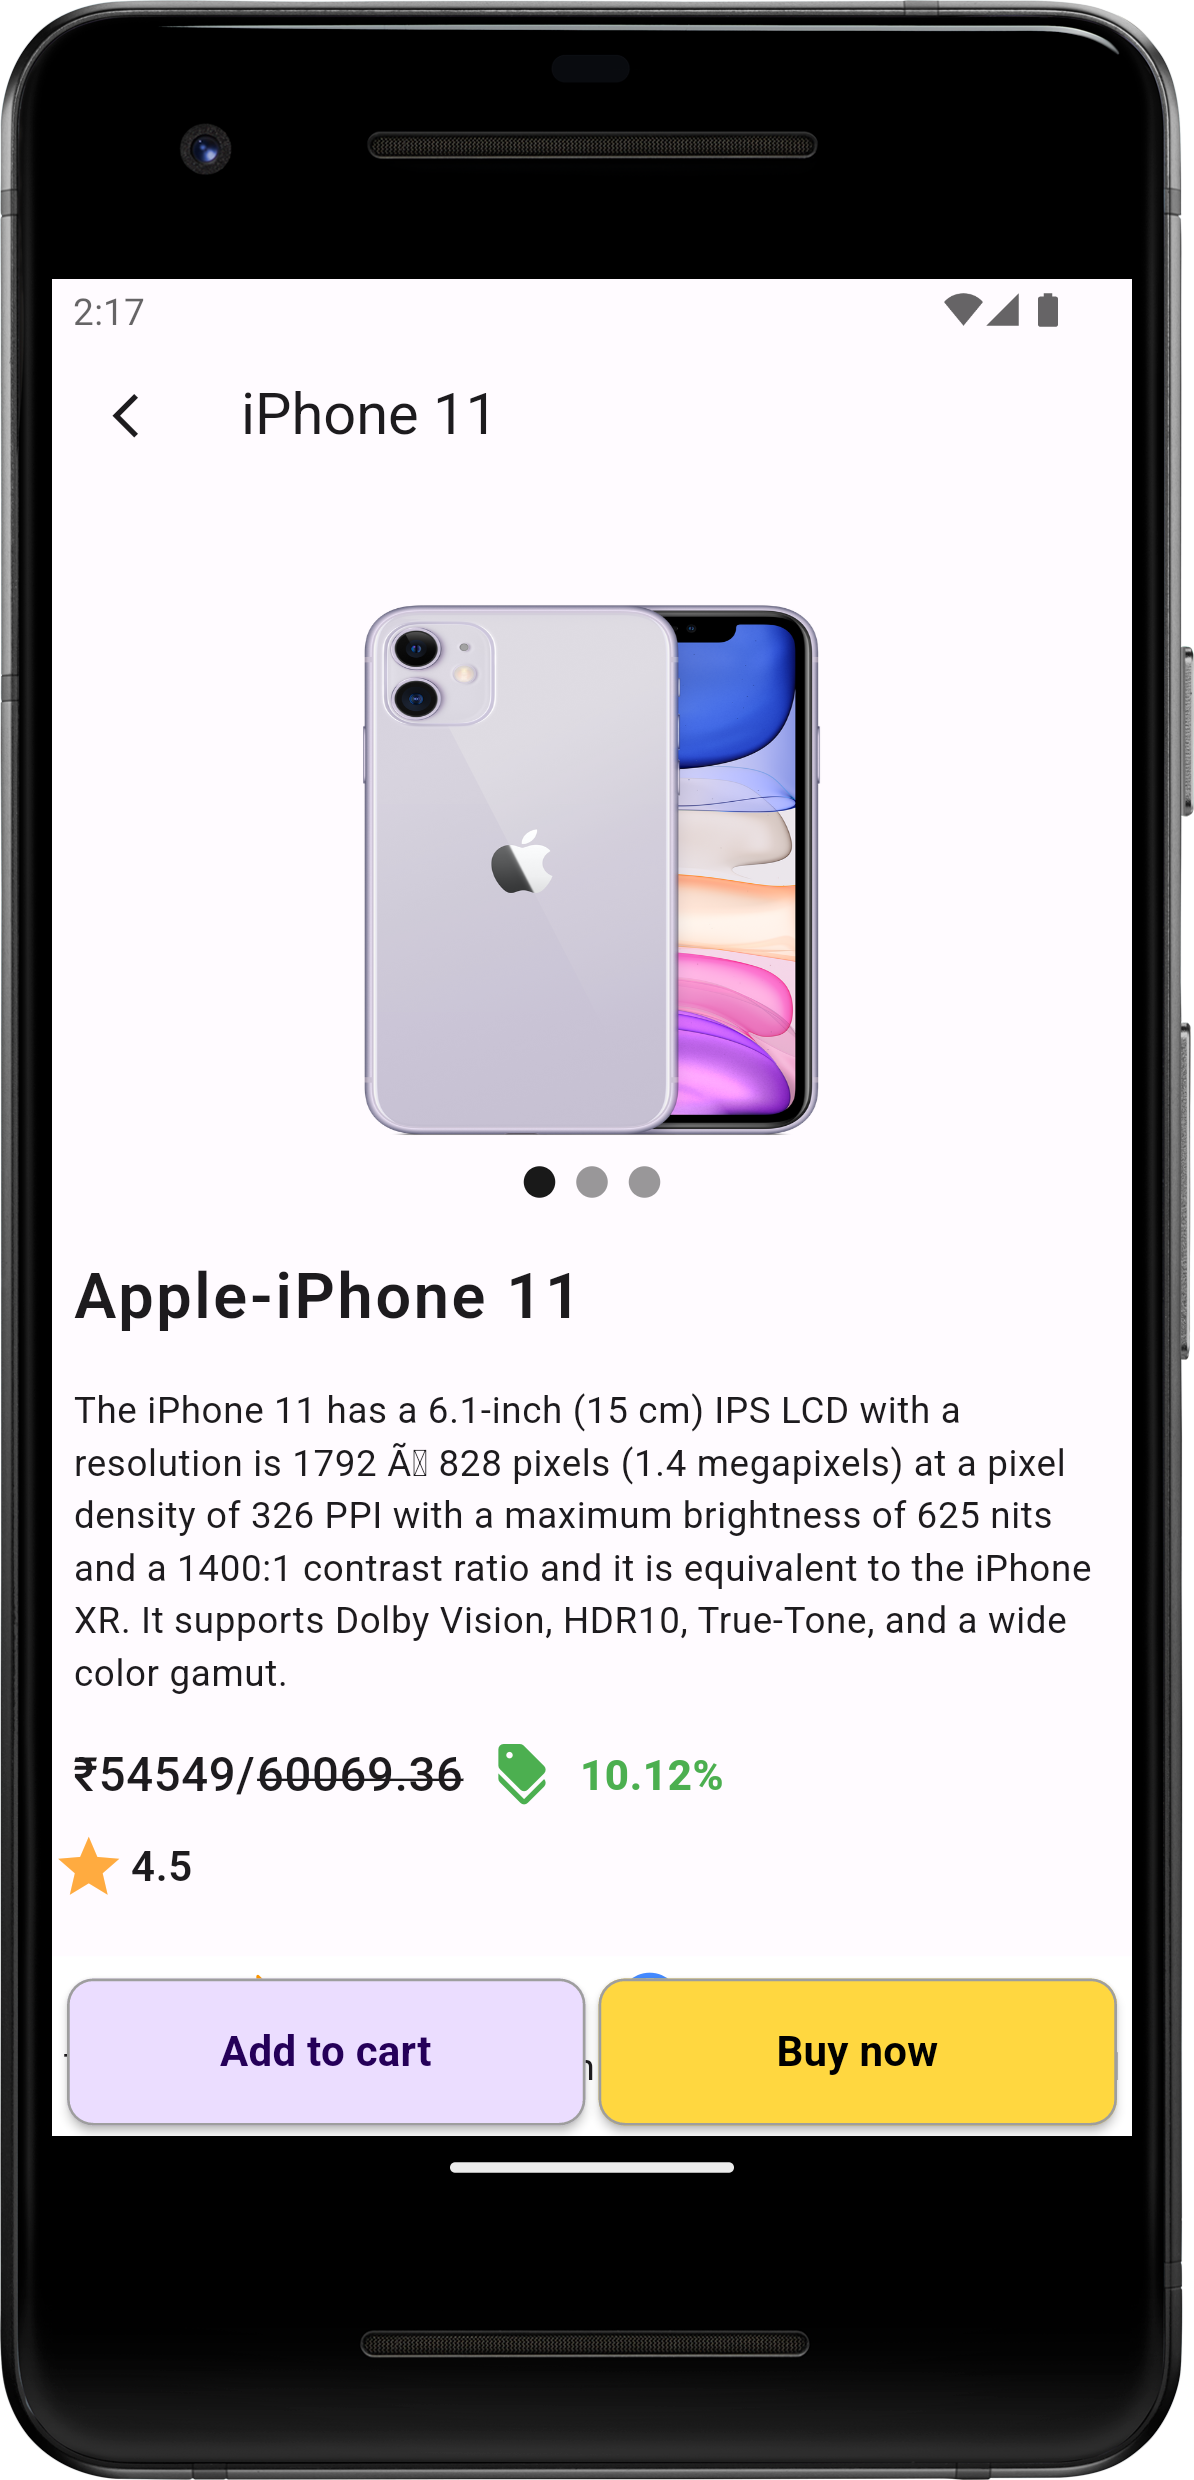 2:17
iPhone 11
Apple-iPhone 11
The iPhone 11 has a 6.1-inch (15 cm) IPS LCD with a
resolution is 1792 Ã 828 pixels (1.4 megapixels) at a pixel
density of 326 PPI with a maximum brightness of 625 nits
and a 1400:1 contrast ratio and it is equivalent to the iPhone
XR. It supports Dolby Vision, HDR10, True-Tone, and a wide
color gamut.
₹54549/60069.36 10.12%
4.5
Add to cart
Buy now